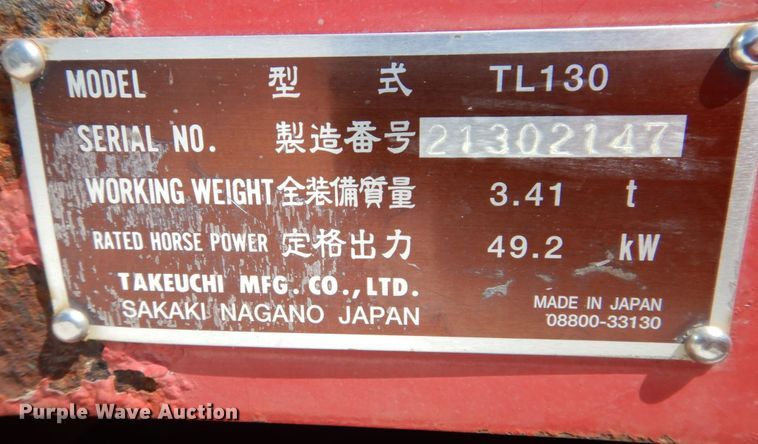 MODEL 型式 TL130
SERIAL NO. 製造番号 21302147
WORKING WEIGHT 全装備質量 3.41 t
RATED HORSE POWER 定格出力 49.2 kW
TAKEUCHI MFG. CO., LTD.
SAKAKI NAGANO JAPAN
MADE IN JAPAN
08800-33130
Purple Wave Auction